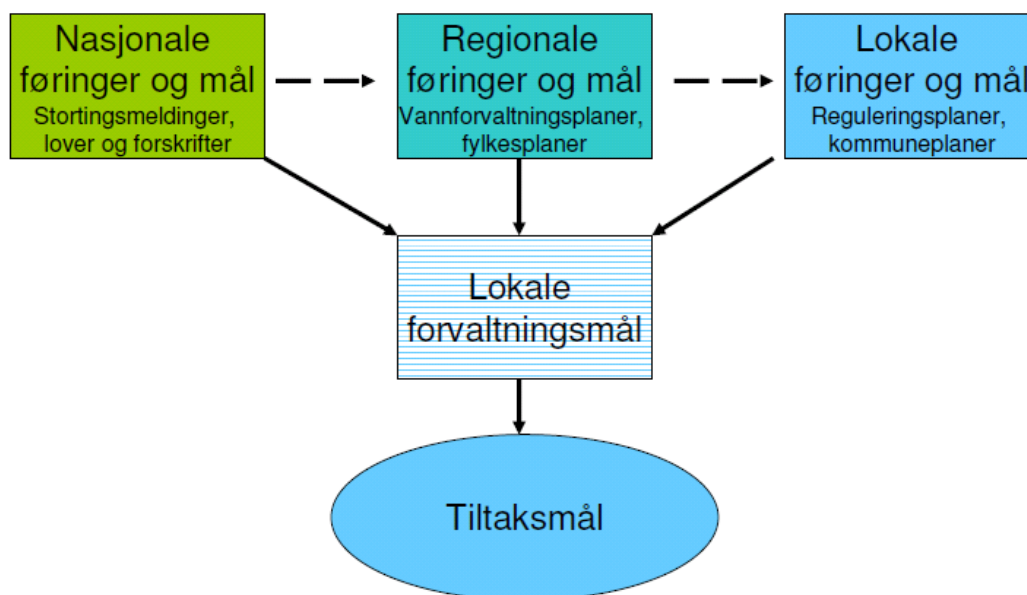 Nasjonale
føringer og mål
Stortingsmeldinger,
lover og forskrifter
Regionale
føringer og mål
Vannforvaltningsplaner,
fylkesplaner
Lokale
føringer og mål
Reguleringsplaner,
kommuneplaner
Lokale
forvaltningsmål
Tiltaksmål